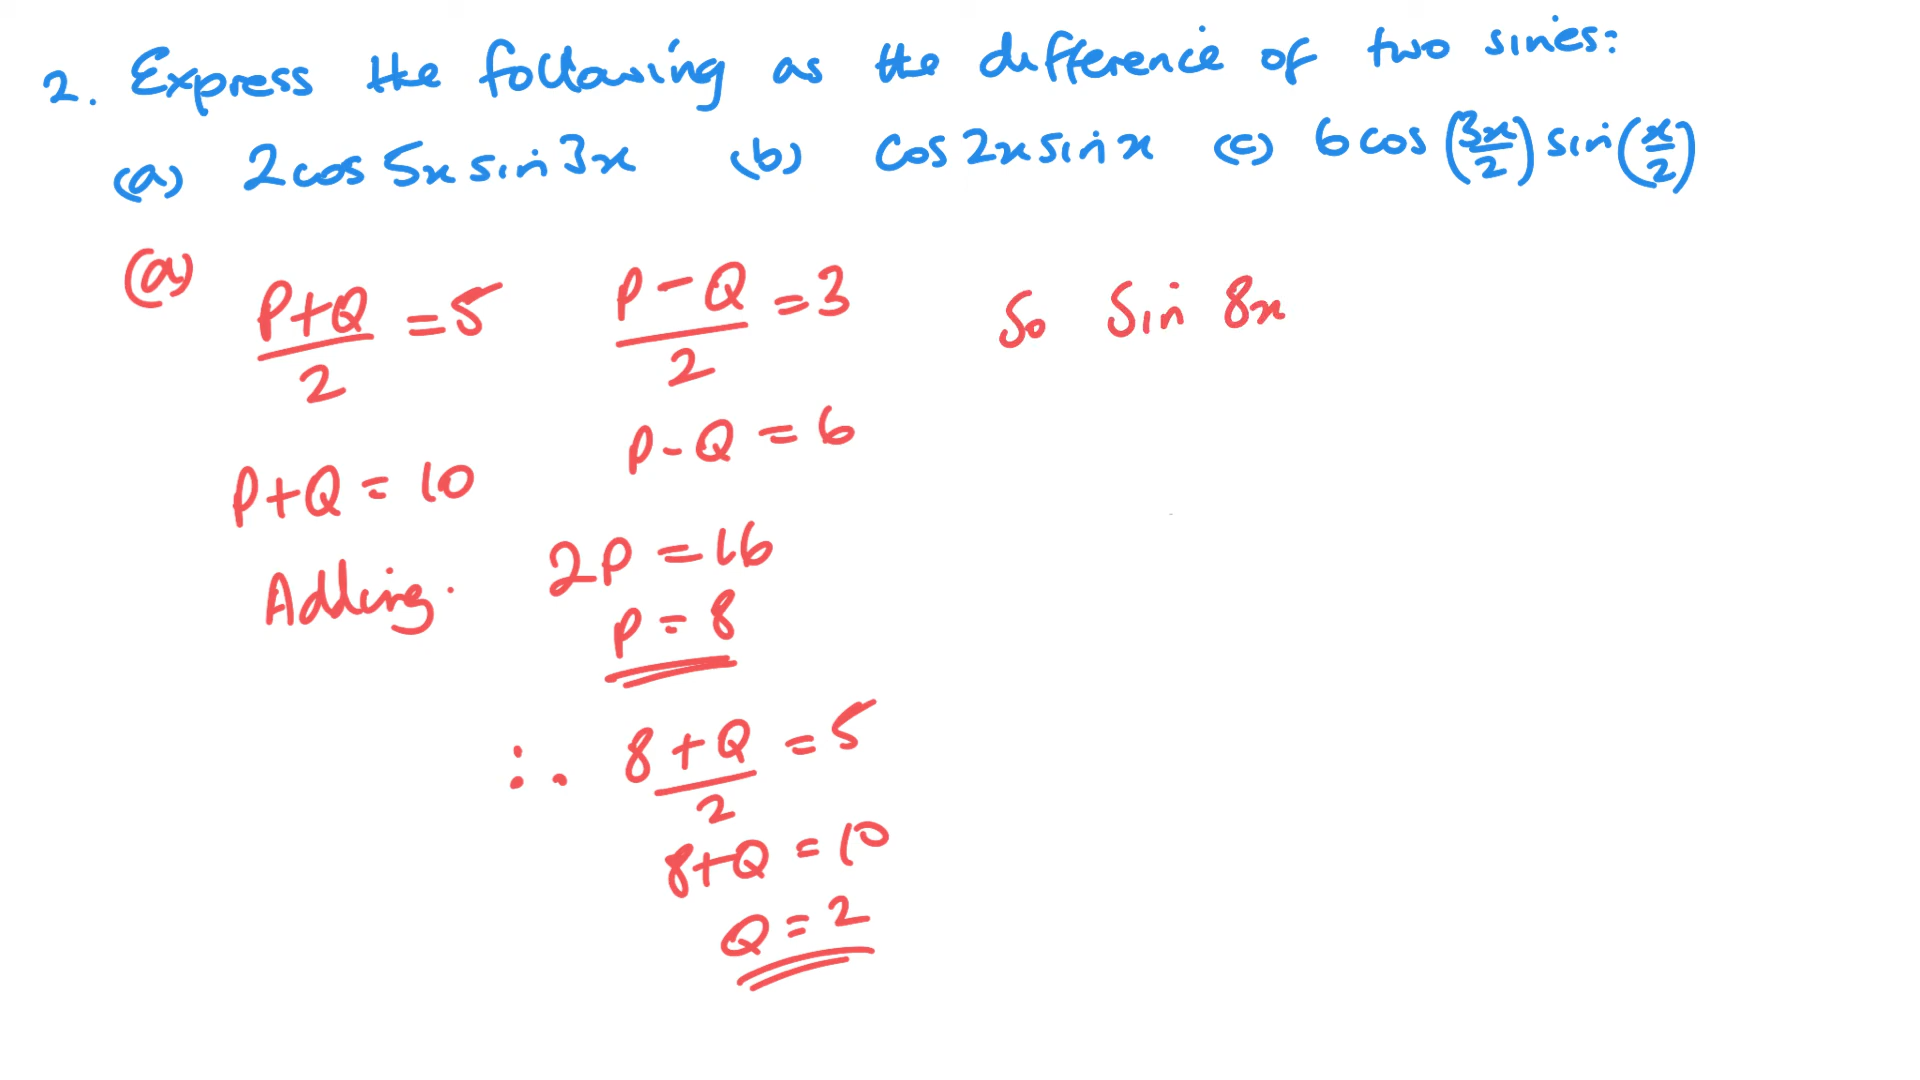 2. Express the following as the difference of two sines:
(a) 2cos 5x sin 3x (b) cos 2x sin x (c) 6 cos (3x/2) sin (x/2)
(a) (P+Q)/2 = 5 (P-Q)/2 = 3 So Sin 8x
P-Q = 6
P+Q = 10
Adding. 2P = 16
P = 8
∴ (8+Q)/2 = 5
8+Q = 10
Q = 2